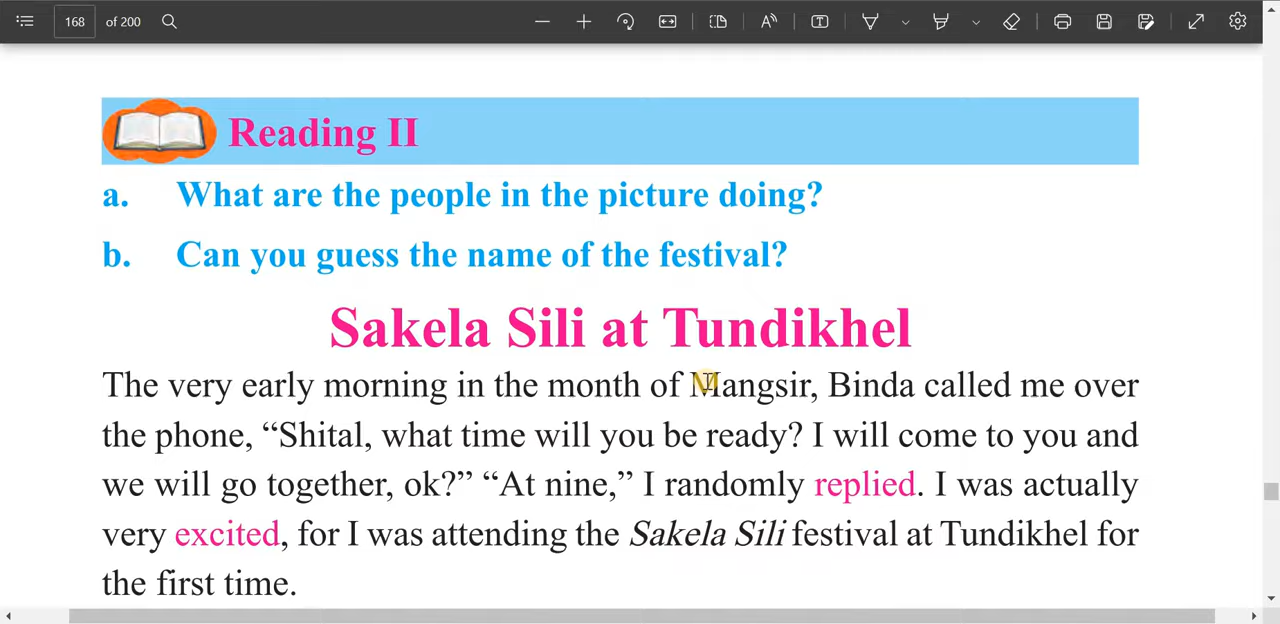 168 of 200
Reading II
a. What are the people in the picture doing?
b. Can you guess the name of the festival?
Sakela Sili at Tundikhel
The very early morning in the month of Mangsir, Binda called me over
the phone, “Shital, what time will you be ready? I will come to you and
we will go together, ok?” “At nine,” I randomly replied. I was actually
very excited, for I was attending the Sakela Sili festival at Tundikhel for
the first time.